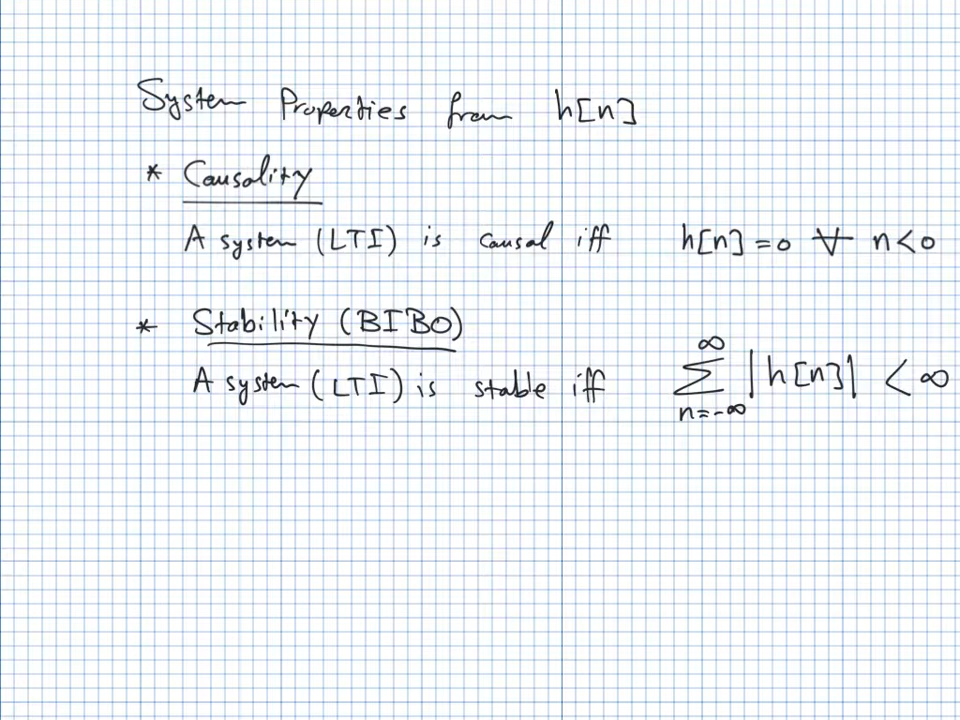 System Properties from h[n]
* Causality
A system (LTI) is causal iff h[n]=0 ∀ n<0
* Stability (BIBO)
A system (LTI) is stable iff ∞∑n=-∞ |h[n]| < ∞